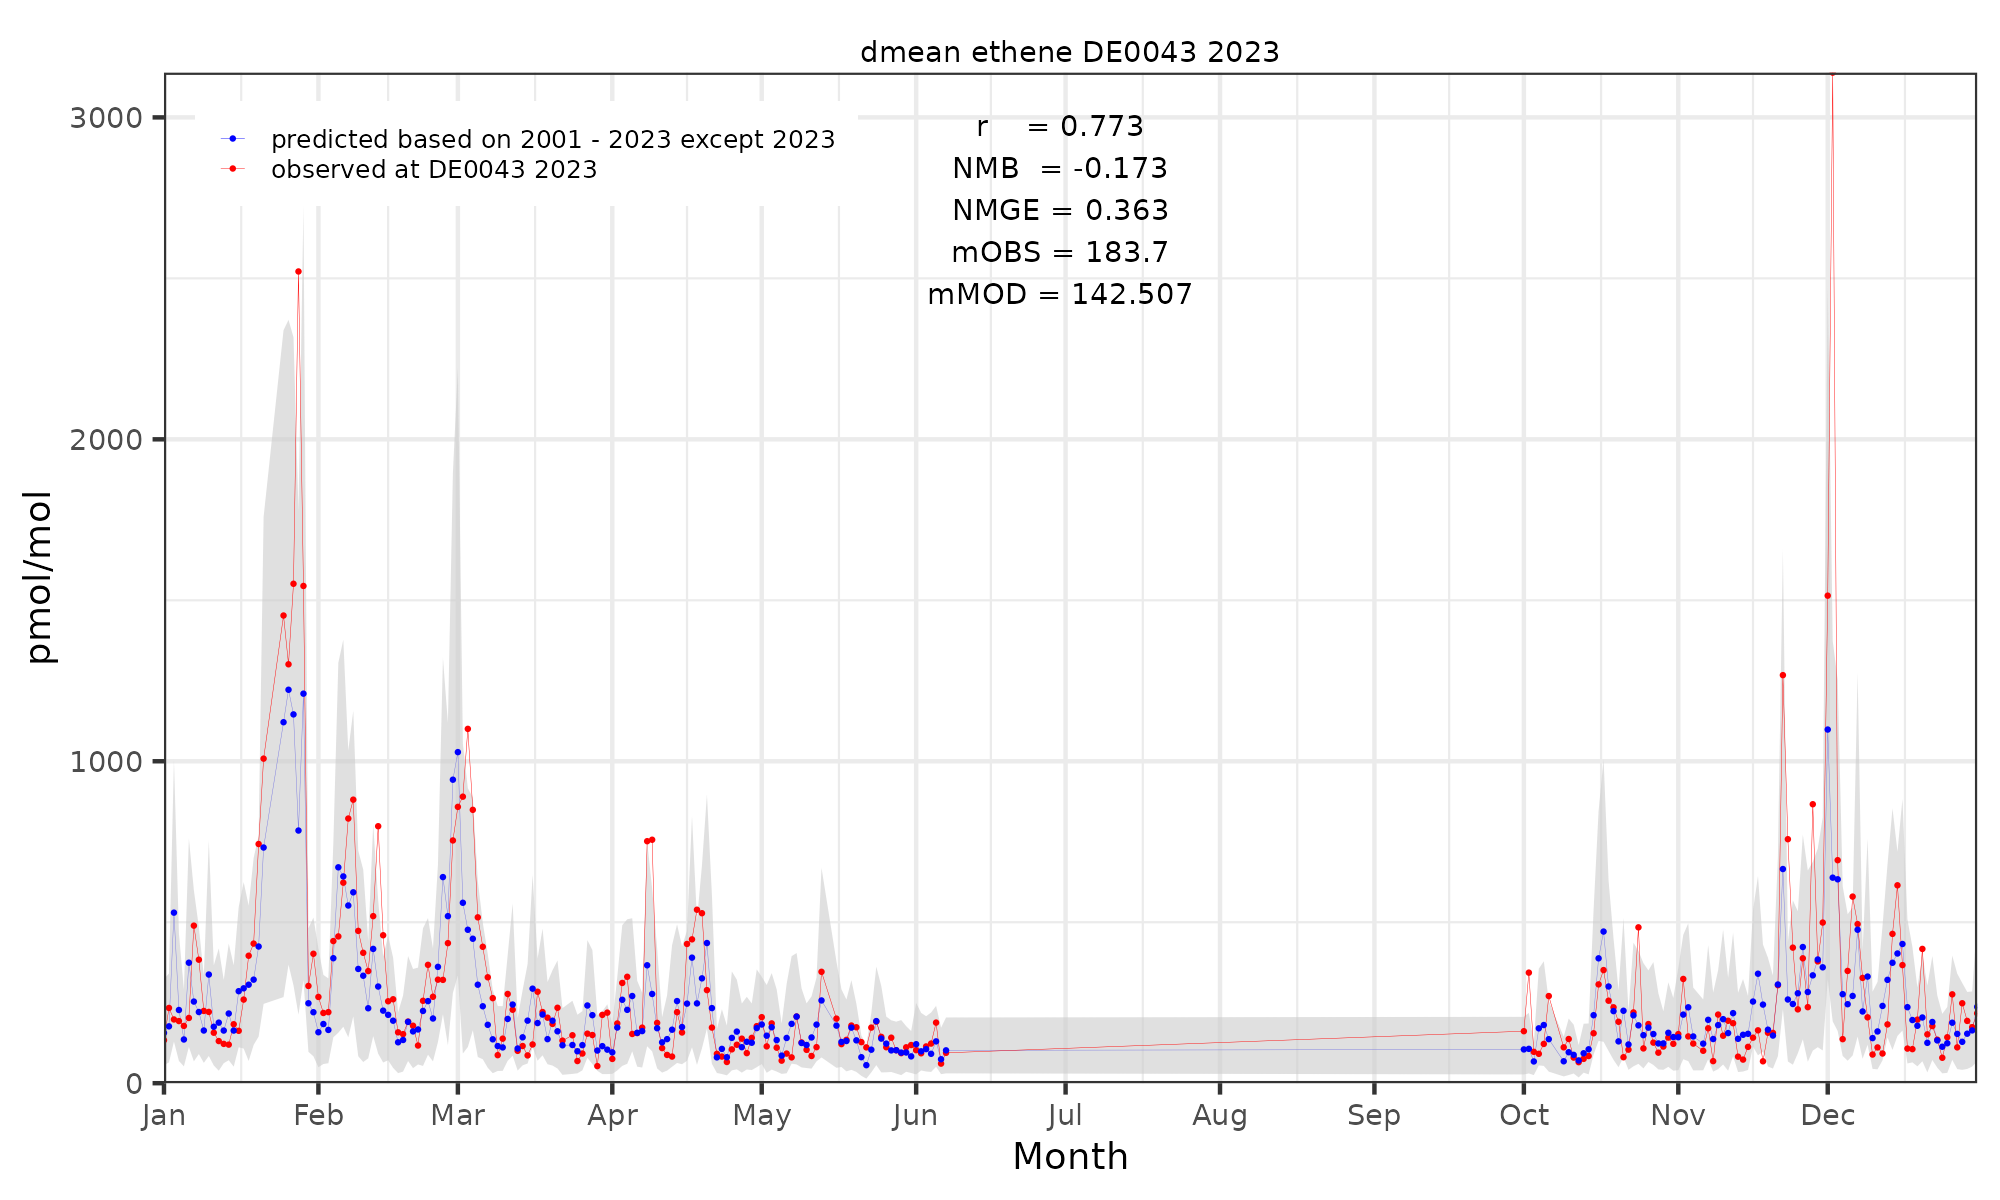 dmean ethene DE0043 2023
3000
2000
1000
0
pmol/mol
predicted based on 2001 - 2023 except 2023
observed at DE0043 2023
r = 0.773
NMB = -0.173
NMGE = 0.363
mOBS = 183.7
mMOD = 142.507
Jan Feb Mar Apr May Jun Jul Aug Sep Oct Nov Dec
Month